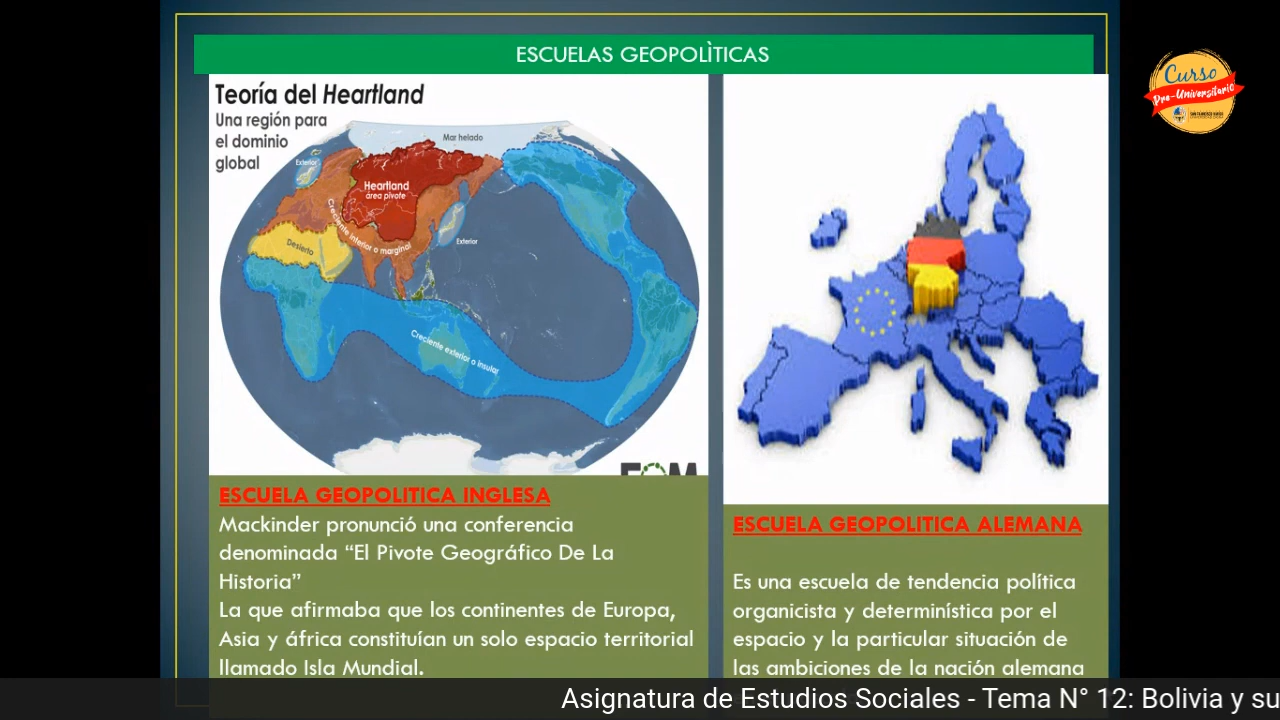 ESCUELAS GEOPOLÌTICAS
Curso
Pre-Universitario
Teoría del Heartland
Una región para
el dominio
global
Mar helado
Exterior
Heartland
área pivote
Creciente interior o marginal
Desierto
Exterior
Creciente exterior o insular
EOM
ESCUELA GEOPOLITICA INGLESA
Mackinder pronunció una conferencia
denominada “El Pivote Geográfico De La
Historia”
La que afirmaba que los continentes de Europa,
Asia y áfrica constituían un solo espacio territorial
llamado Isla Mundial.
ESCUELA GEOPOLITICA ALEMANA
Es una escuela de tendencia política
organicista y determinística por el
espacio y la particular situación de
las ambiciones de la nación alemana
Asignatura de Estudios Sociales - Tema N° 12: Bolivia y su